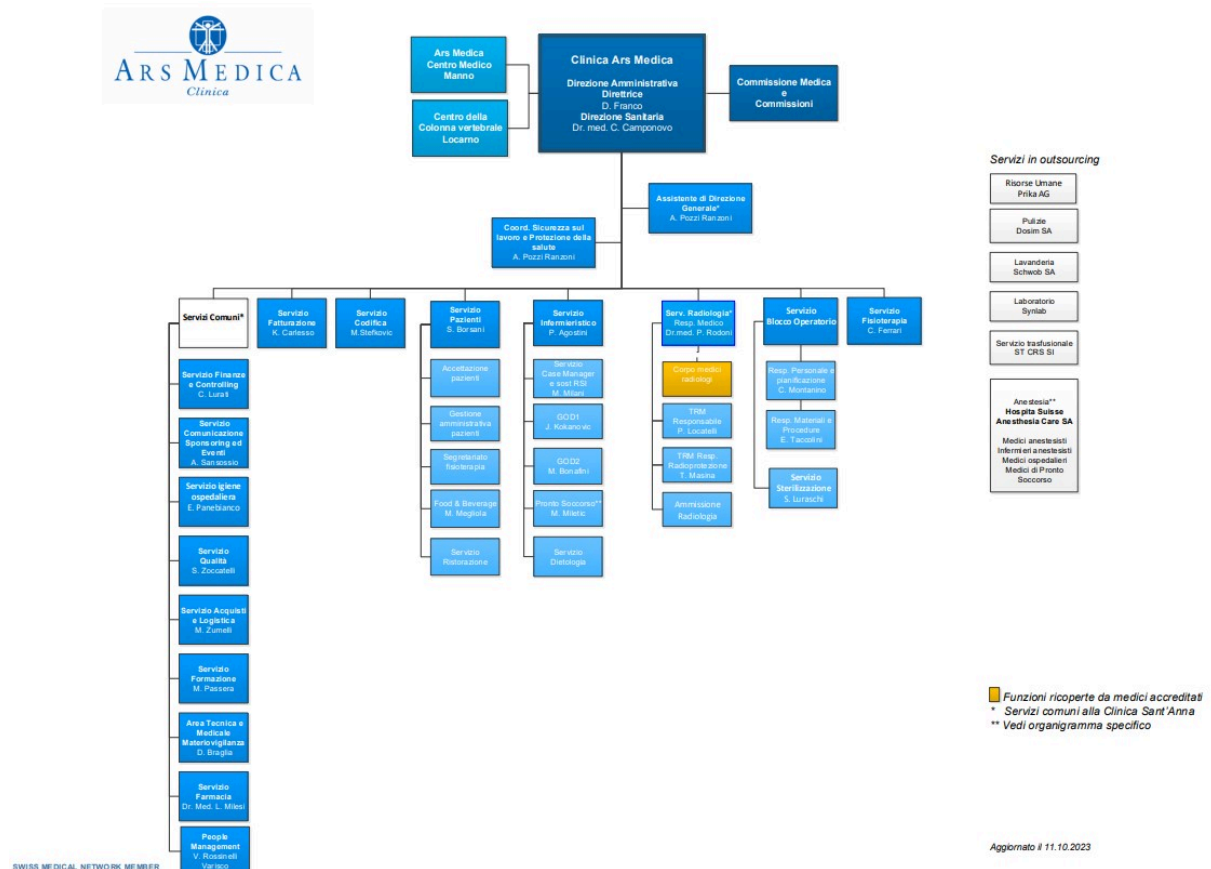 ARS MEDICA
Clinica
Ars Medica
Centro Medico
Manno
Centro della
Colonna vertebrale
Locarno
Clinica Ars Medica
Direzione Amministrativa
Direttrice
D. Franco
Direzione Sanitaria
Dr. med. C. Camponovo
Commissione Medica
e
Commissioni
Assistente di Direzione
Generale*
A. Pozzi Ranzoni
Coord. Sicurezza sul
lavoro e Protezione della
salute
A. Pozzi Ranzoni
Servizi Comuni*
Servizio Finanze
e Controlling
C. Lurati
Servizio
Comunicazione
Sponsoring ed
Eventi
A. Sansossio
Servizio igiene
ospedaliera
E. Panebianco
Servizio
Qualità
S. Zoccatelli
Servizio Acquisti
e Logistica
M. Zumelli
Servizio
Formazione
M. Passera
Area Tecnica e
Medicale
Materiovigilanza
D. Braglia
Servizio
Farmacia
Dr. Med. L. Milesi
People
Management
V. Rossinelli
Varisco
Servizio
Fatturazione
K. Carlesso
Servizio
Codifica
M.Stefkovic
Servizio
Pazienti
S. Borsani
Accettazione
pazienti
Gestione
amministrativa
pazienti
Segretariato
fisioterapia
Food & Beverage
M. Megliola
Servizio
Ristorazione
Servizio
Infermieristico
P. Agostini
Servizio
Case Manager
e sost RSI
M. Milani
GOD1
J. Kokanovic
GOD2
M. Bonafini
Pronto Soccorso**
M. Miletic
Servizio
Dietologia
Serv. Radiologia*
Resp. Medico
Dr.med. P. Rodoni
Corpo medici
radiologi
TRM
Responsabile
P. Locatelli
TRM Resp.
Radioprotezione
T. Masina
Ammissione
Radiologia
Servizio
Blocco Operatorio
Resp. Personale e
pianificazione
C. Montanino
Resp. Materiali e
Procedure
E. Taccolini
Servizio
Sterilizzazione
S. Luraschi
Servizio
Fisioterapia
C. Ferrari
Servizi in outsourcing
Risorse Umane
Prika AG
Pulizie
Dosim SA
Lavanderia
Schwob SA
Laboratorio
Synlab
Servizio trasfusionale
ST CRS SI
Anestesia**
Hospita Suisse
Anesthesia Care SA
Medici anestesisti
Infermieri anestesisti
Medici ospedalieri
Medici di Pronto
Soccorso
Funzioni ricoperte da medici accreditati
* Servizi comuni alla Clinica Sant'Anna
** Vedi organigramma specifico
Aggiornato il 11.10.2023
SWISS MEDICAL NETWORK MEMBER